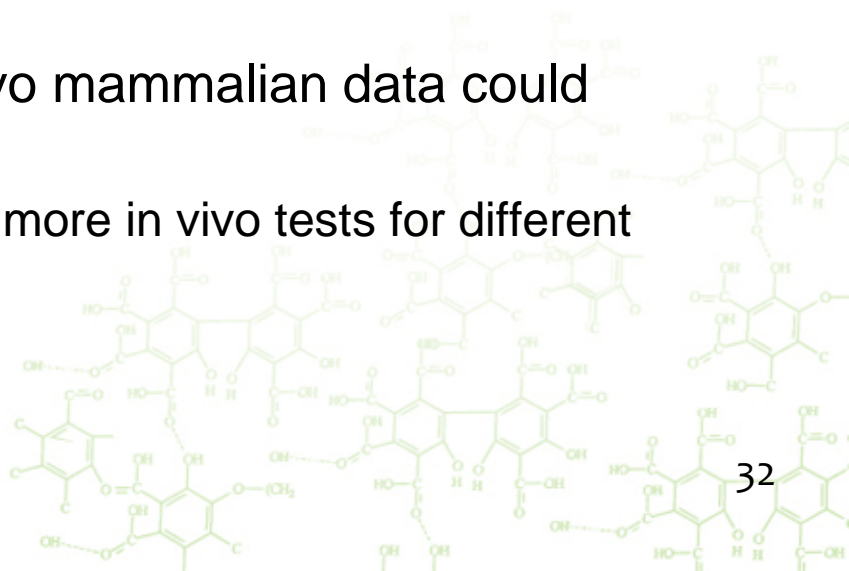 vo mammalian data could
more in vivo tests for different
32